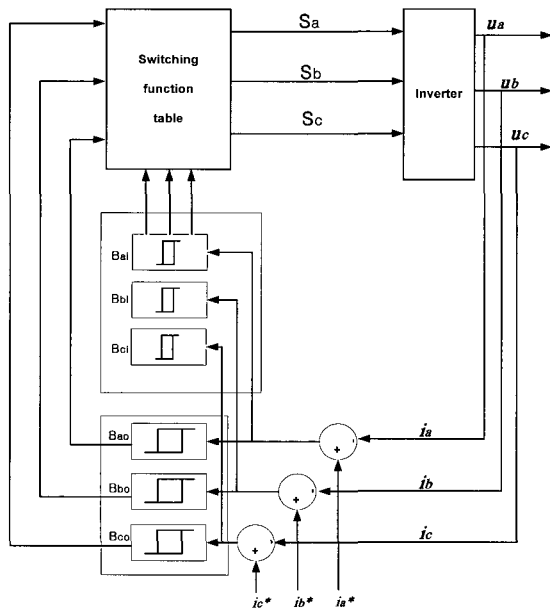 Switching
function
table
Sa
Sb
Sc
Inverter
ua
ub
uc
Bai
Bbi
Bci
Bao
Bbo
Bco
ia
ib
ic
+
-
+
-
+
-
ic*
ib*
ia*